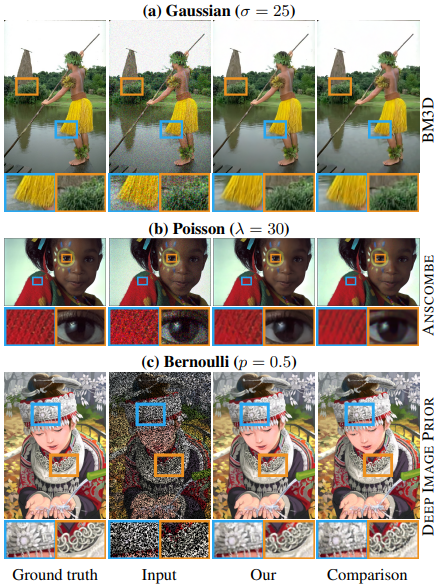 (a) Gaussian (σ = 25)
BM3D
(b) Poisson (λ = 30)
ANSCOMBE
(c) Bernoulli (p = 0.5)
DEEP IMAGE PRIOR
Ground truth Input Our Comparison